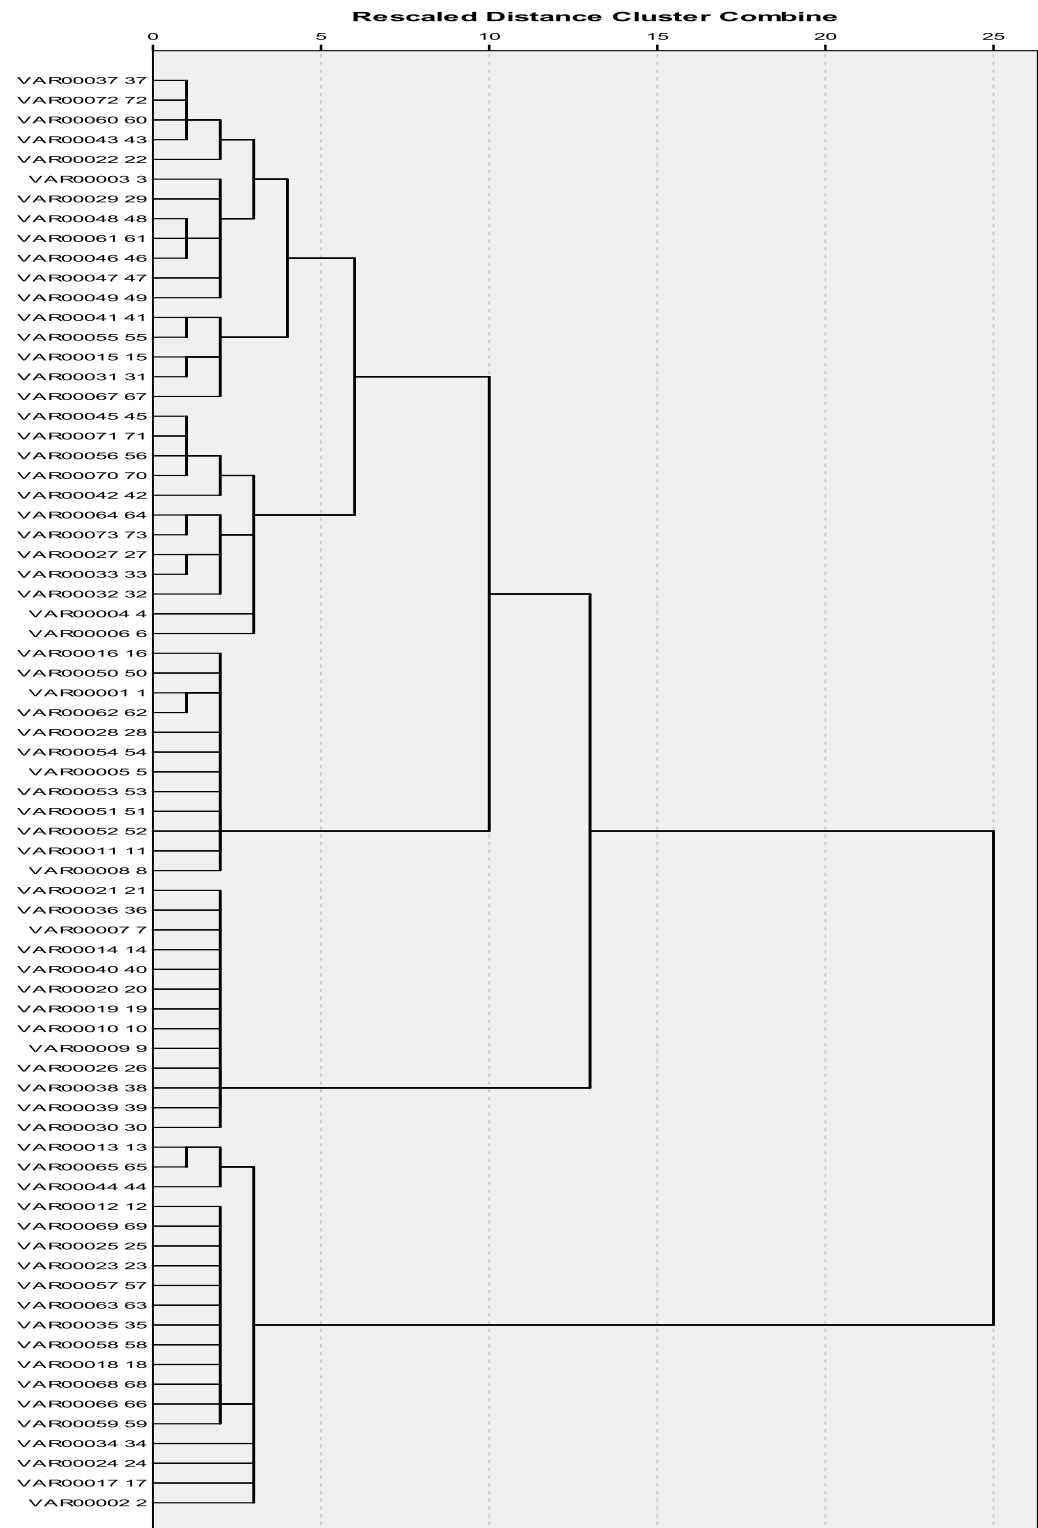 Rescaled Distance Cluster Combine
0 5 10 15 20 25
VAR00037 37
VAR00072 72
VAR00060 60
VAR00043 43
VAR00022 22
VAR00003 3
VAR00029 29
VAR00048 48
VAR00061 61
VAR00046 46
VAR00047 47
VAR00049 49
VAR00041 41
VAR00055 55
VAR00015 15
VAR00031 31
VAR00067 67
VAR00045 45
VAR00071 71
VAR00056 56
VAR00070 70
VAR00042 42
VAR00064 64
VAR00073 73
VAR00027 27
VAR00033 33
VAR00032 32
VAR00004 4
VAR00006 6
VAR00016 16
VAR00050 50
VAR00001 1
VAR00062 62
VAR00028 28
VAR00054 54
VAR00005 5
VAR00053 53
VAR00051 51
VAR00052 52
VAR00011 11
VAR00008 8
VAR00021 21
VAR00036 36
VAR00007 7
VAR00014 14
VAR00040 40
VAR00020 20
VAR00019 19
VAR00010 10
VAR00009 9
VAR00026 26
VAR00038 38
VAR00039 39
VAR00030 30
VAR00013 13
VAR00065 65
VAR00044 44
VAR00012 12
VAR00069 69
VAR00025 25
VAR00023 23
VAR00057 57
VAR00063 63
VAR00035 35
VAR00058 58
VAR00018 18
VAR00068 68
VAR00066 66
VAR00059 59
VAR00034 34
VAR00024 24
VAR00017 17
VAR00002 2